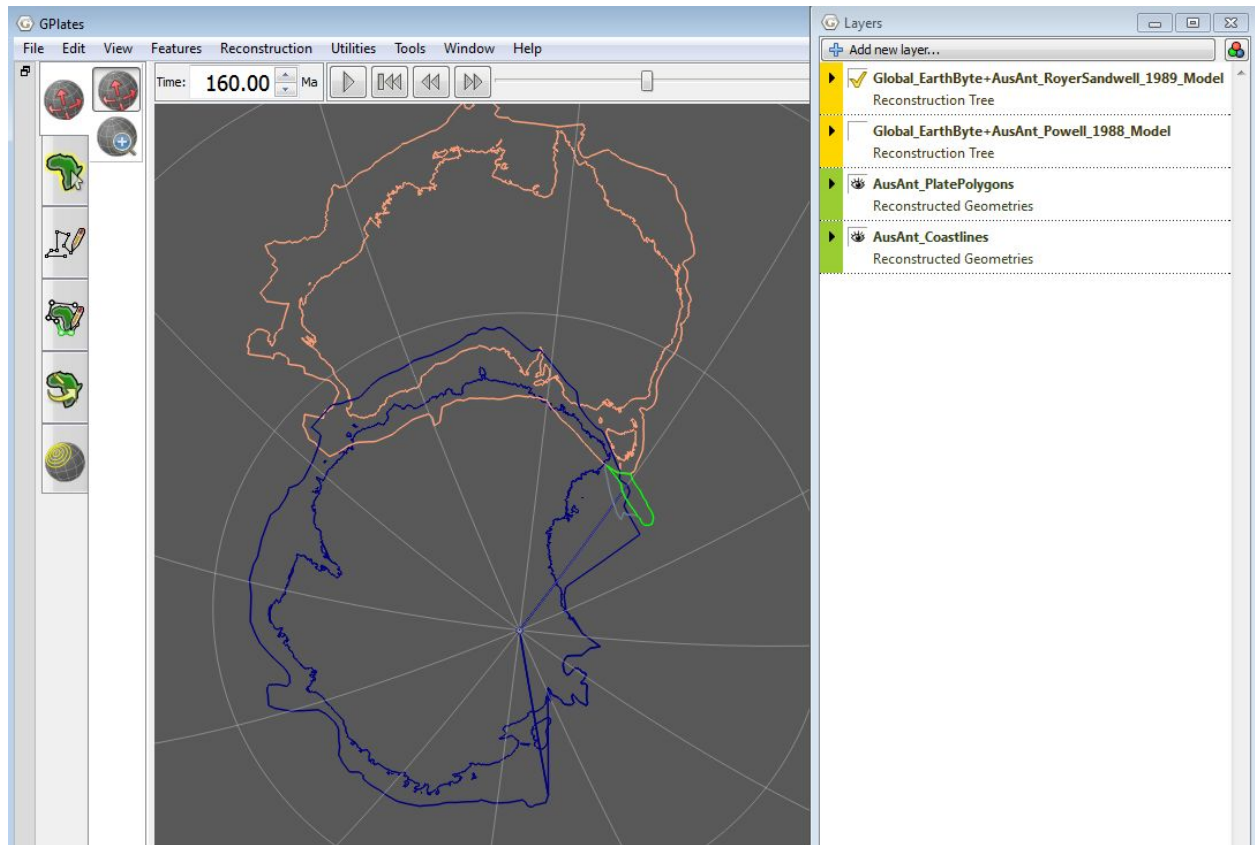 GPlates
File Edit View Features Reconstruction Utilities Tools Window Help
Time: 160.00 Ma
Layers
Add new layer...
Global_EarthByte+AusAnt_RoyerSandwell_1989_Model
Reconstruction Tree
Global_EarthByte+AusAnt_Powell_1988_Model
Reconstruction Tree
AusAnt_PlatePolygons
Reconstructed Geometries
AusAnt_Coastlines
Reconstructed Geometries